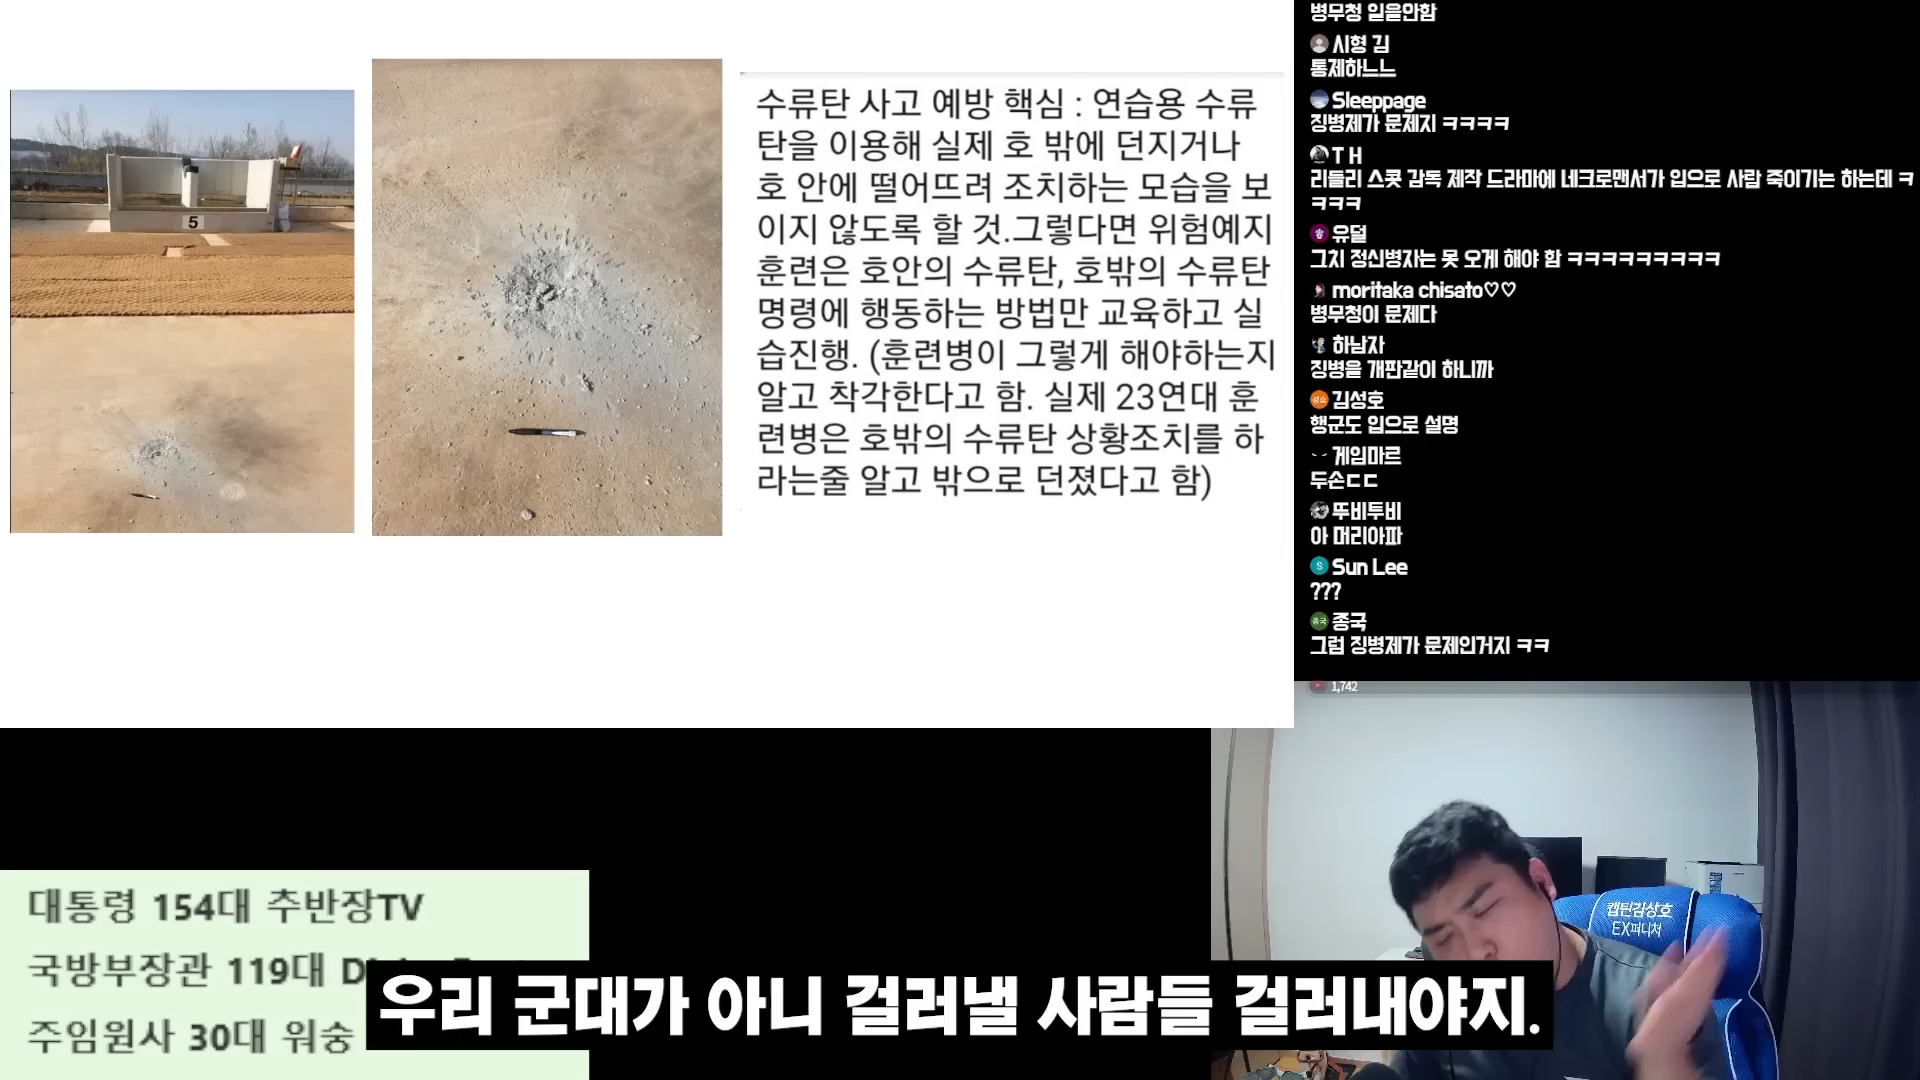 5
수류탄 사고 예방 핵심 : 연습용 수류
탄을 이용해 실제 호 밖에 던지거나
호 안에 떨어뜨려 조치하는 모습을 보
이지 않도록 할 것.그렇다면 위험예지
훈련은 호안의 수류탄, 호밖의 수류탄
명령에 행동하는 방법만 교육하고 실
습진행. (훈련병이 그렇게 해야하는지
알고 착각한다고 함. 실제 23연대 훈
련병은 호밖의 수류탄 상황조치를 하
라는줄 알고 밖으로 던졌다고 함)
병무청 일을안함
시형 김
통제하느느
Sleeppage
징병제가 문제지 ㅋㅋㅋㅋ
T H
리들리 스콧 감독 제작 드라마에 네크로맨서가 입으로 사람 죽이기는 하는데 ㅋ
ㅋㅋㅋ
유덜
그치 정신병자는 못 오게 해야 함 ㅋㅋㅋㅋㅋㅋㅋㅋㅋ
moritaka chisato♡♡
병무청이 문제다
하남자
징병을 개판같이 하니까
김성호
행군도 입으로 설명
게임마르
두손ㄷㄷ
뚜비투비
아 머리아파
S Sun Lee
???
종국 종국
그럼 징병제가 문제인거지 ㅋㅋ
1,742
캡틴김상호
EX퍼니처
대통령 154대 추반장TV
국방부장관 119대
주임원사 30대 워숭
우리 군대가 아니 걸러낼 사람들 걸러내야지.